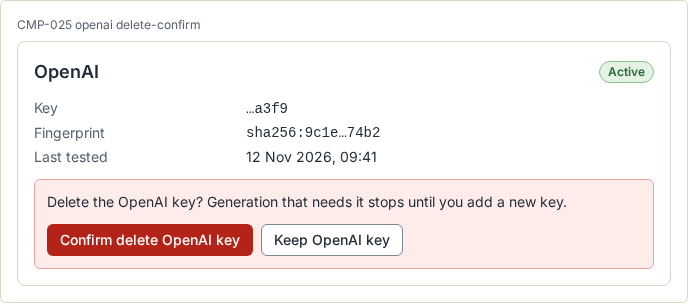 CMP-025 openai delete-confirm
OpenAI
Active
Key
…a3f9
Fingerprint
sha256:9c1e…74b2
Last tested
12 Nov 2026, 09:41
Delete the OpenAI key? Generation that needs it stops until you add a new key.
Confirm delete OpenAI key
Keep OpenAI key